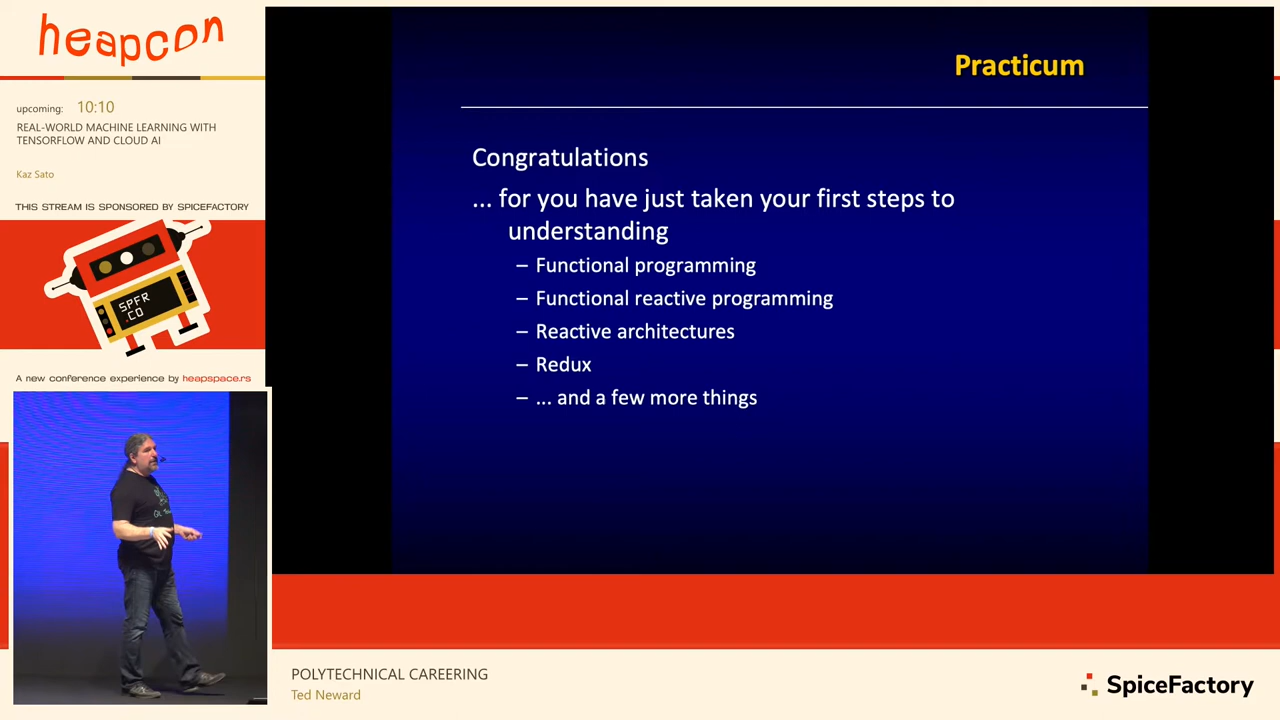 heapcon
upcoming: 10:10
REAL-WORLD MACHINE LEARNING WITH
TENSORFLOW AND CLOUD AI
Kaz Sato
THIS STREAM IS SPONSORED BY SPICEFACTORY
SPFR
.CO
A new conference experience by heapspace.rs
Practicum
Congratulations
... for you have just taken your first steps to
understanding
– Functional programming
– Functional reactive programming
– Reactive architectures
– Redux
– ... and a few more things
POLYTECHNICAL CAREERING
Ted Neward
SpiceFactory